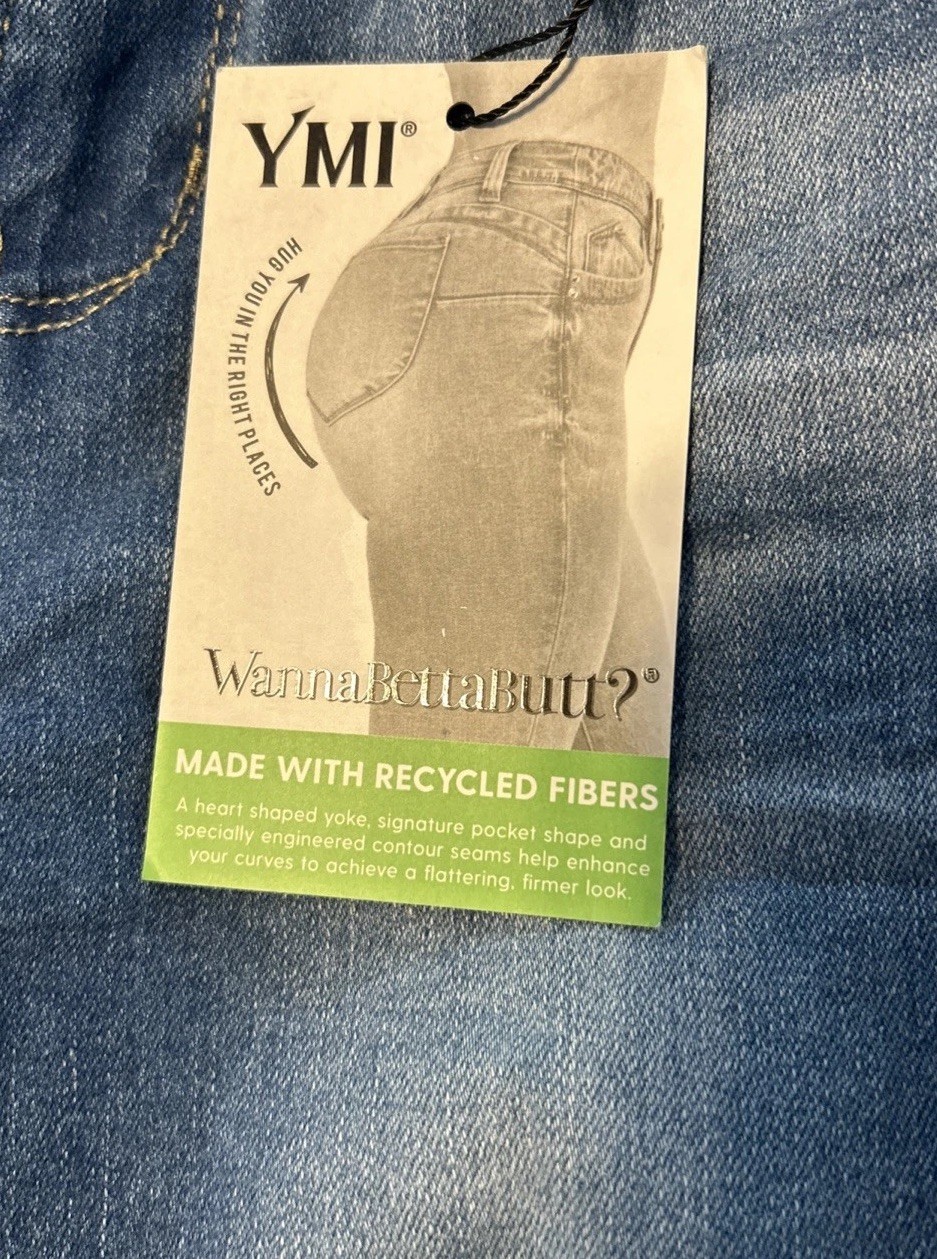 YMI®
HUG YOU IN THE RIGHT PLACES
WannaBettaButt?®
MADE WITH RECYCLED FIBERS
A heart shaped yoke, signature pocket shape and
specially engineered contour seams help enhance
your curves to achieve a flattering, firmer look.